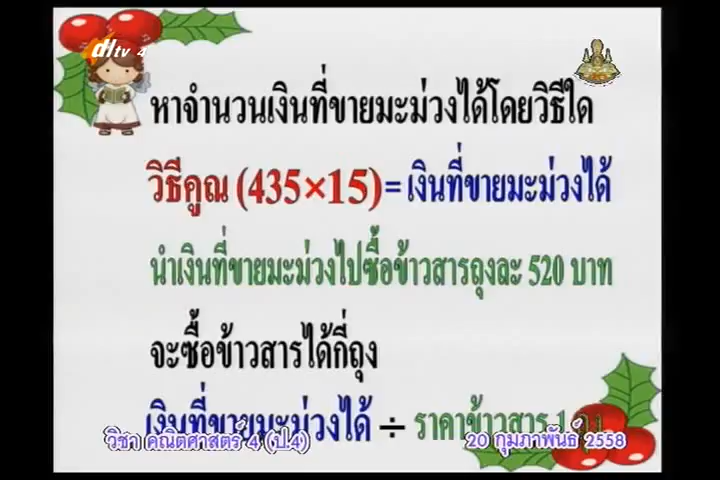 dltv 4
หาจำนวนเงินที่ขายมะม่วงได้โดยวิธีใด
วิธีคูณ (435×15) = เงินที่ขายมะม่วงได้
นำเงินที่ขายมะม่วงไปซื้อข้าวสารถุงละ 520 บาท
จะซื้อข้าวสารได้กี่ถุง
เงินที่ขายมะม่วงได้ ÷ ราคาข้าวสาร 1 ถุง
วิชา คณิตศาสตร์ 4 (ป.4)
20 กุมภาพันธ์ 2558